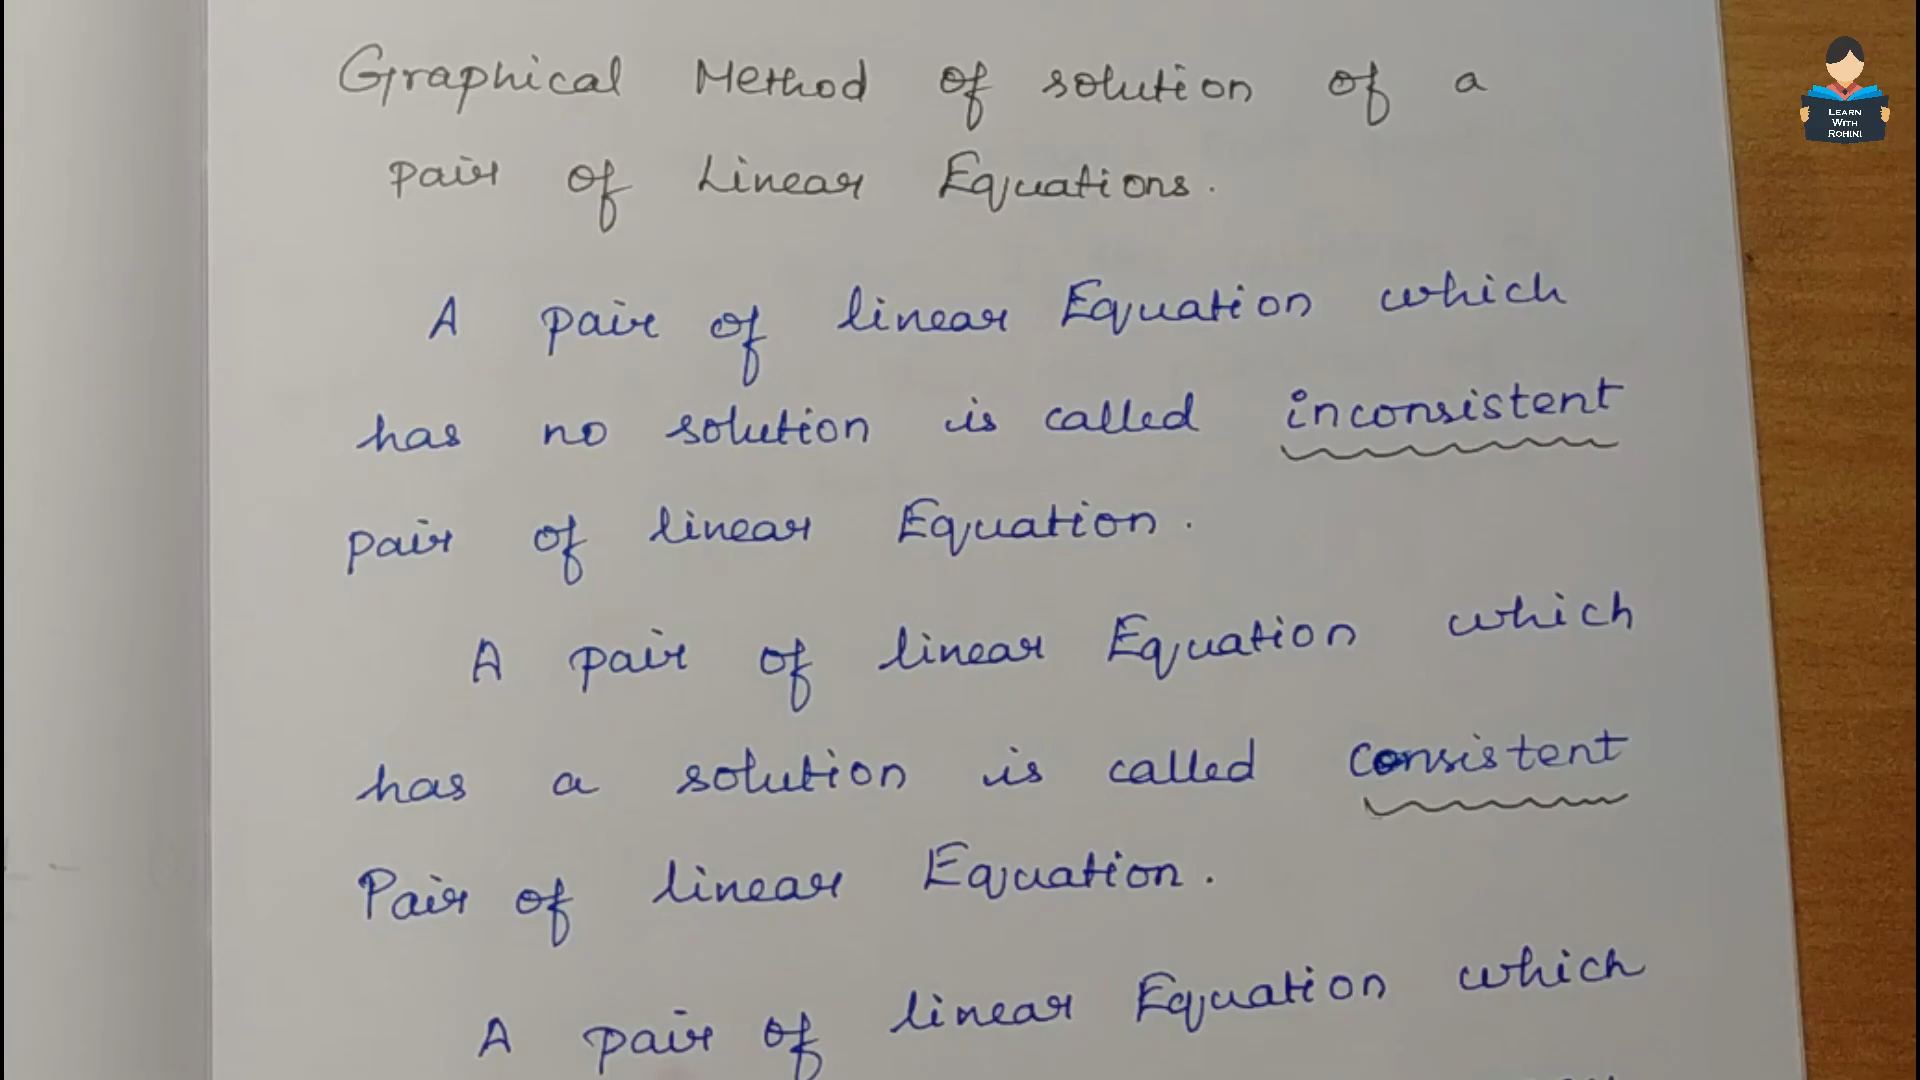 Graphical Method of solution of a
pair of Linear Equations.
A pair of linear Equation which
has no solution is called inconsistent
pair of linear Equation.
A pair of linear Equation which
has a solution is called consistent
Pair of linear Equation.
A pair of linear Equation which
LEARN
WITH
ROHINI